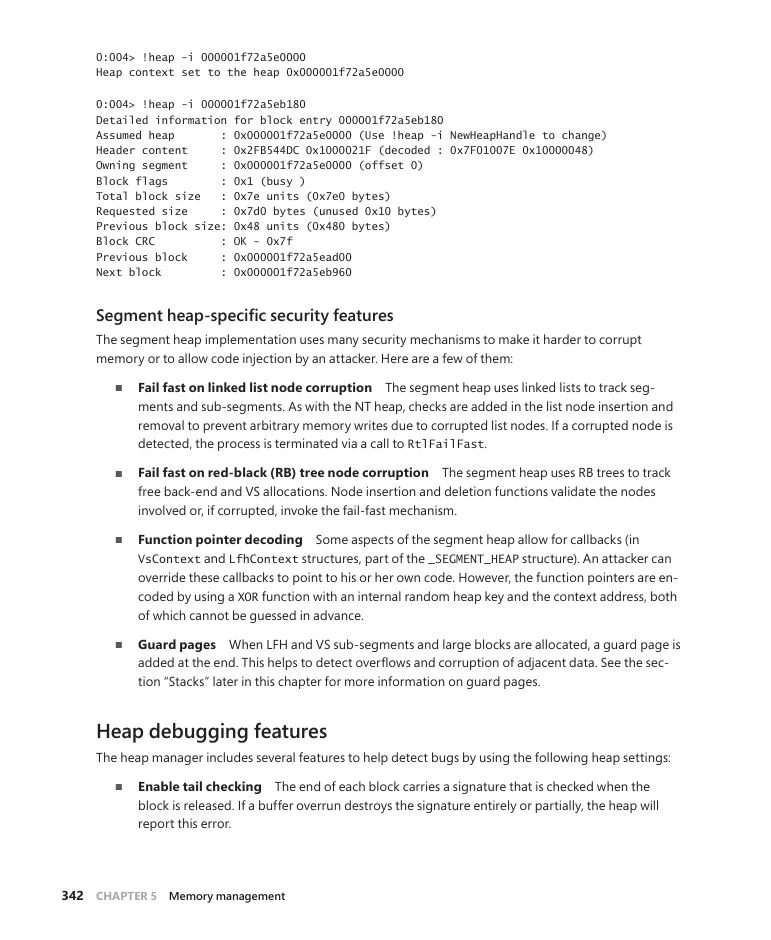 0:004> !heap -i 000001f72a5e0000
Heap context set to the heap 0x000001f72a5e0000
0:004> !heap -i 000001f72a5eb180
Detailed information for block entry 000001f72a5eb180
Assumed heap       : 0x000001f72a5e0000 (Use !heap -i NewHeapHandle to change)
Header content     : 0x2FB544DC 0x1000021F (decoded : 0x7F01007E 0x10000048)
Owning segment     : 0x000001f72a5e0000 (offset 0)
Block flags        : 0x1 (busy )
Total block size   : 0x7e units (0x7e0 bytes)
Requested size     : 0x7d0 bytes (unused 0x10 bytes)
Previous block size: 0x48 units (0x480 bytes)
Block CRC          : OK - 0x7f
Previous block     : 0x000001f72a5ead00
Next block         : 0x000001f72a5eb960
Segment heap-specific security features
The segment heap implementation uses many security mechanisms to make it harder to corrupt
memory or to allow code injection by an attacker. Here are a few of them:
■ Fail fast on linked list node corruption The segment heap uses linked lists to track seg-
ments and sub-segments. As with the NT heap, checks are added in the list node insertion and
removal to prevent arbitrary memory writes due to corrupted list nodes. If a corrupted node is
detected, the process is terminated via a call to RtlFailFast.
■ Fail fast on red-black (RB) tree node corruption The segment heap uses RB trees to track
free back-end and VS allocations. Node insertion and deletion functions validate the nodes
involved or, if corrupted, invoke the fail-fast mechanism.
■ Function pointer decoding Some aspects of the segment heap allow for callbacks (in
VsContext and LfhContext structures, part of the _SEGMENT_HEAP structure). An attacker can
override these callbacks to point to his or her own code. However, the function pointers are en-
coded by using a XOR function with an internal random heap key and the context address, both
of which cannot be guessed in advance.
■ Guard pages When LFH and VS sub-segments and large blocks are allocated, a guard page is
added at the end. This helps to detect overflows and corruption of adjacent data. See the sec-
tion “Stacks” later in this chapter for more information on guard pages.
Heap debugging features
The heap manager includes several features to help detect bugs by using the following heap settings:
■ Enable tail checking The end of each block carries a signature that is checked when the
block is released. If a buffer overrun destroys the signature entirely or partially, the heap will
report this error.
342 CHAPTER 5 Memory management